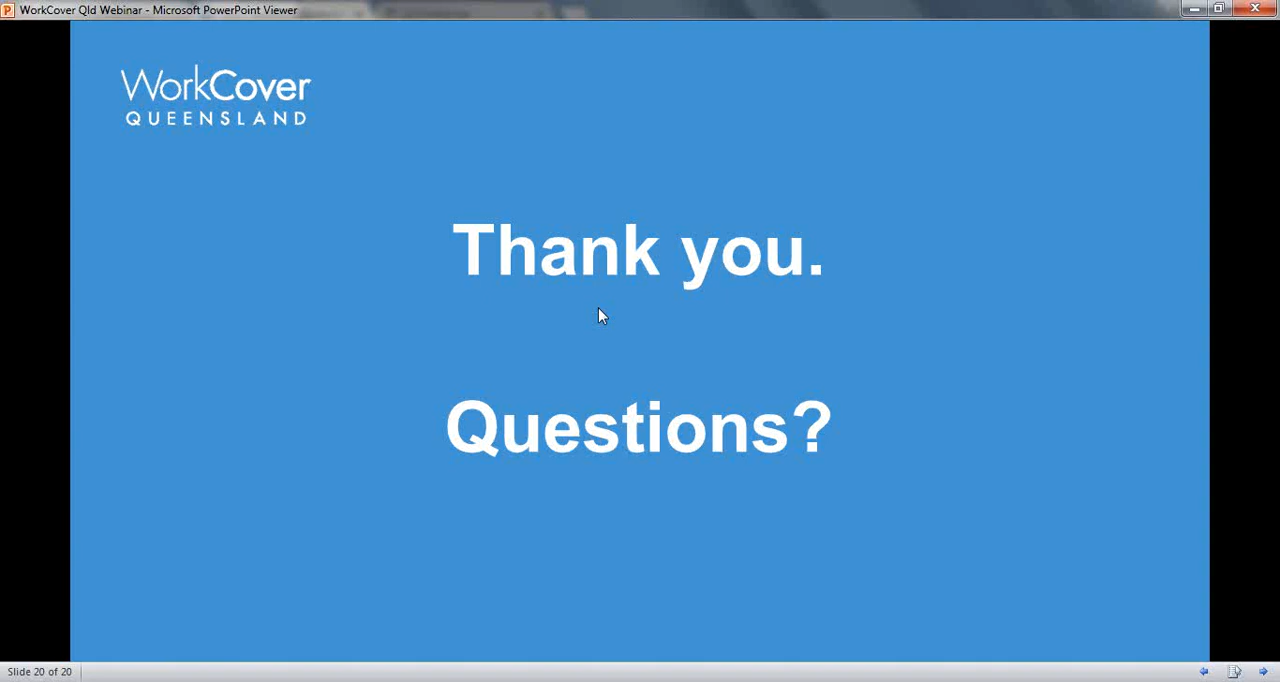 WorkCover Qld Webinar - Microsoft PowerPoint Viewer
WorkCover
QUEENSLAND
Thank you.
Questions?
Slide 20 of 20